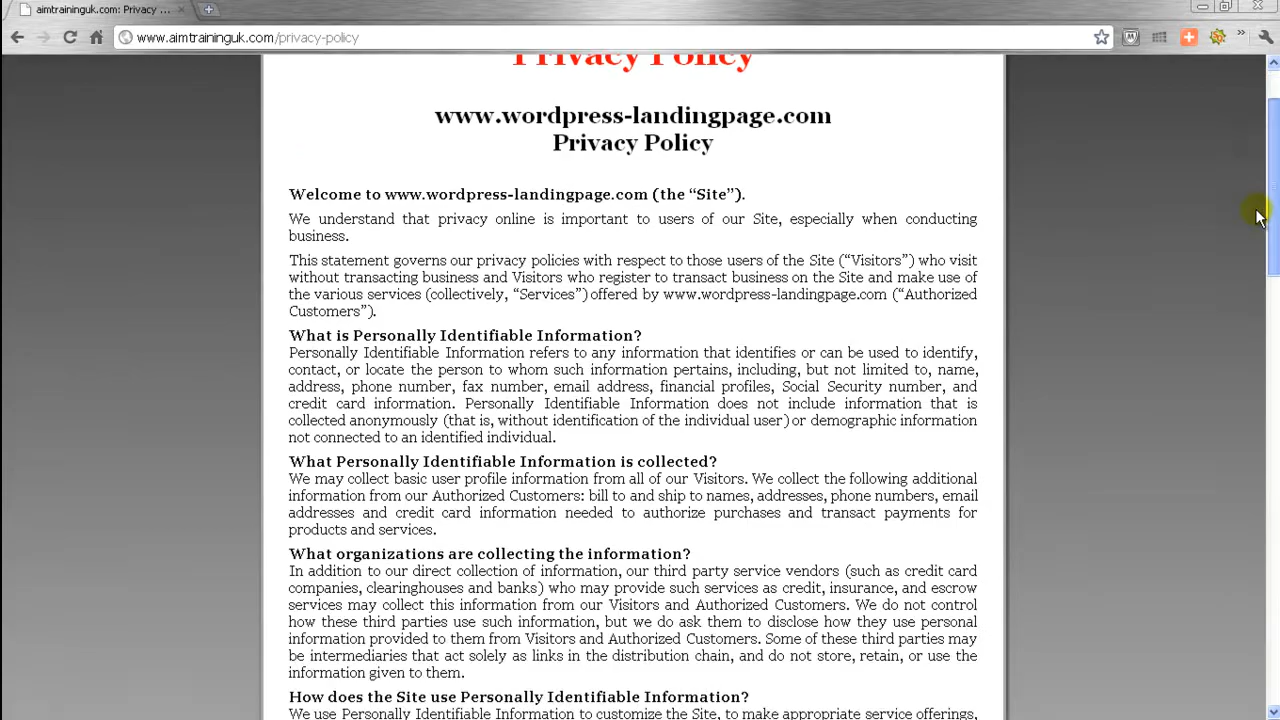 aimtraininguk.com: Privacy ...
www.aimtraininguk.com/privacy-policy
Privacy Policy
www.wordpress-landingpage.com
Privacy Policy
Welcome to www.wordpress-landingpage.com (the “Site”).
We understand that privacy online is important to users of our Site, especially when conducting
business.
This statement governs our privacy policies with respect to those users of the Site (“Visitors”) who visit
without transacting business and Visitors who register to transact business on the Site and make use of
the various services (collectively, “Services”) offered by www.wordpress-landingpage.com (“Authorized
Customers”).
What is Personally Identifiable Information?
Personally Identifiable Information refers to any information that identifies or can be used to identify,
contact, or locate the person to whom such information pertains, including, but not limited to, name,
address, phone number, fax number, email address, financial profiles, Social Security number, and
credit card information. Personally Identifiable Information does not include information that is
collected anonymously (that is, without identification of the individual user) or demographic information
not connected to an identified individual.
What Personally Identifiable Information is collected?
We may collect basic user profile information from all of our Visitors. We collect the following additional
information from our Authorized Customers: bill to and ship to names, addresses, phone numbers, email
addresses and credit card information needed to authorize purchases and transact payments for
products and services.
What organizations are collecting the information?
In addition to our direct collection of information, our third party service vendors (such as credit card
companies, clearinghouses and banks) who may provide such services as credit, insurance, and escrow
services may collect this information from our Visitors and Authorized Customers. We do not control
how these third parties use such information, but we do ask them to disclose how they use personal
information provided to them from Visitors and Authorized Customers. Some of these third parties may
be intermediaries that act solely as links in the distribution chain, and do not store, retain, or use the
information given to them.
How does the Site use Personally Identifiable Information?
We use Personally Identifiable Information to customize the Site, to make appropriate service offerings,